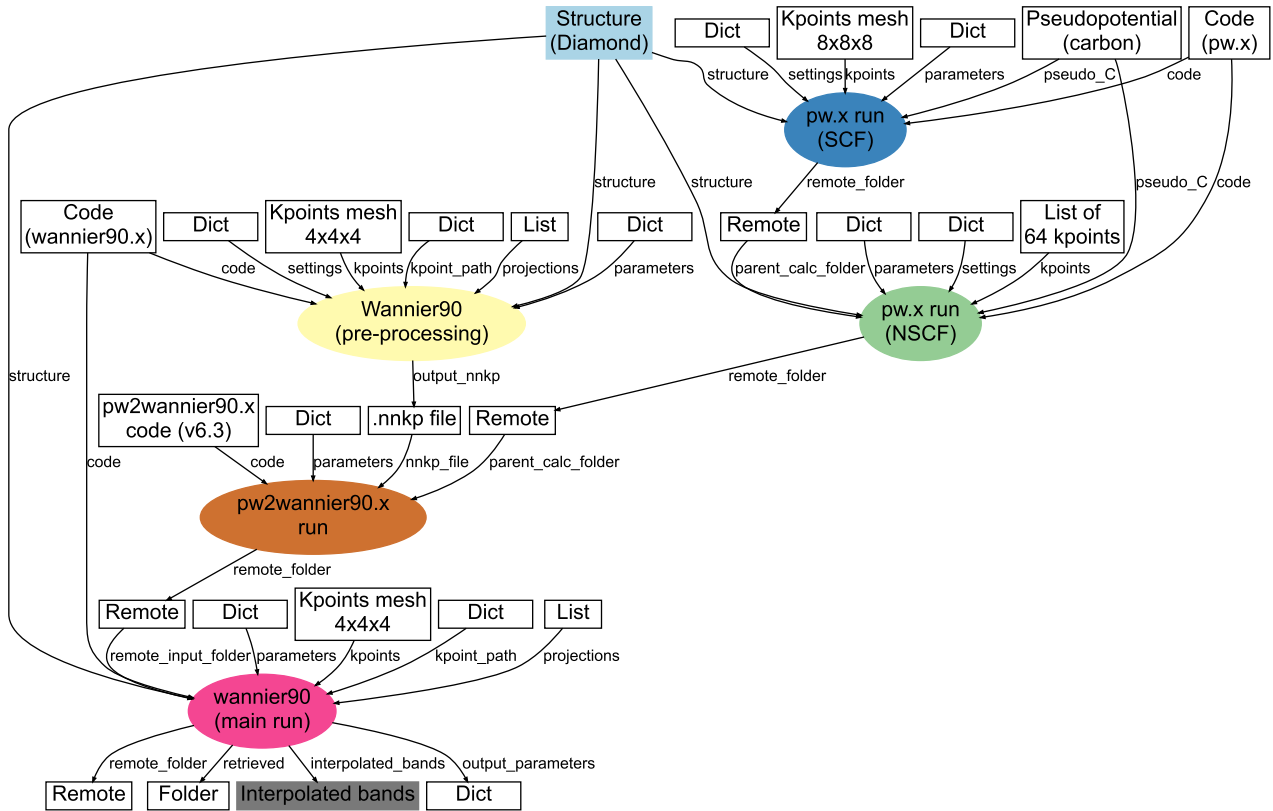 Structure
(Diamond)
Dict
Kpoints mesh
8x8x8
Dict
Pseudopotential
(carbon)
Code
(pw.x)
structure
settings
kpoints
parameters
pseudo_C
code
pw.x run
(SCF)
structure
structure
remote_folder
pseudo_C
code
Code
(wannier90.x)
Dict
Kpoints mesh
4x4x4
Dict
List
Dict
Remote
Dict
Dict
List of
64 kpoints
code
settings
kpoints
kpoint_path
projections
parameters
parent_calc_folder
parameters
settings
kpoints
Wannier90
(pre-processing)
pw.x run
(NSCF)
structure
output_nnkp
remote_folder
pw2wannier90.x
code (v6.3)
Dict
.nnkp file
Remote
code
code
parameters
nnkp_file
parent_calc_folder
pw2wannier90.x
run
remote_folder
Remote
Dict
Kpoints mesh
4x4x4
Dict
List
remote_input_folder
parameters
kpoints
kpoint_path
projections
wannier90
(main run)
remote_folder
retrieved
interpolated_bands
output_parameters
Remote
Folder
Interpolated bands
Dict